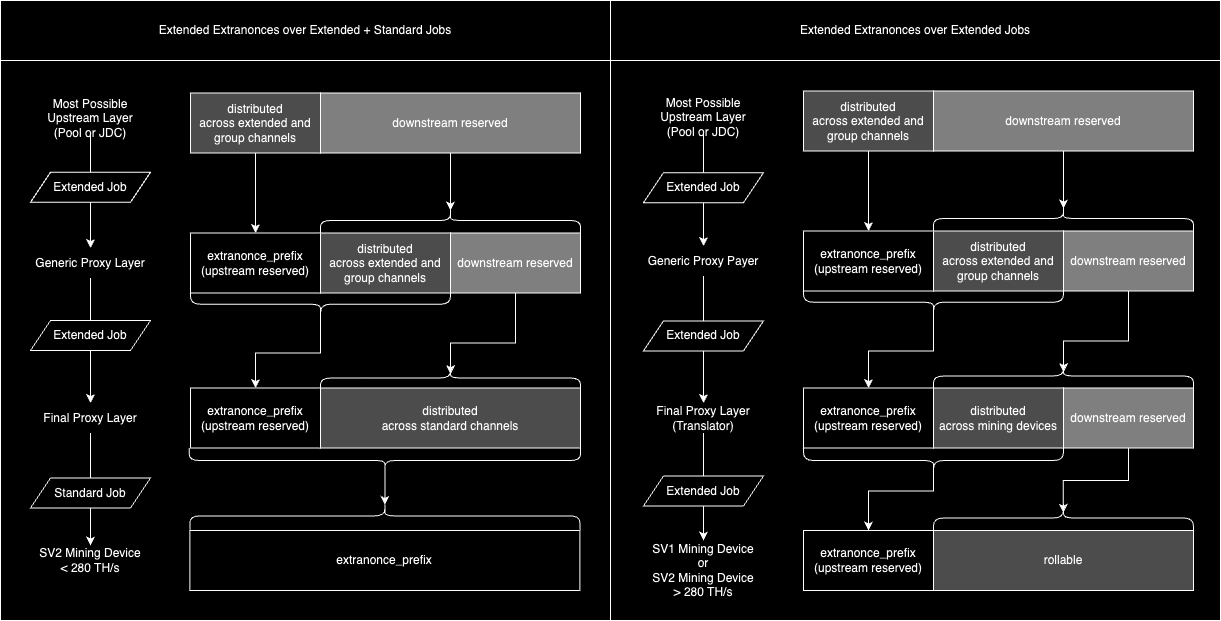 Extended Extranonces over Extended + Standard Jobs
Most Possible
Upstream Layer
(Pool or JDC)
distributed
across extended and
group channels
downstream reserved
Extended Job
Generic Proxy Layer
extranonce_prefix
(upstream reserved)
distributed
across extended and
group channels
downstream reserved
Extended Job
Final Proxy Layer
extranonce_prefix
(upstream reserved)
distributed
across standard channels
Standard Job
SV2 Mining Device
< 280 TH/s
extranonce_prefix
Extended Extranonces over Extended Jobs
Most Possible
Upstream Layer
(Pool or JDC)
distributed
across extended and
group channels
downstream reserved
Extended Job
Generic Proxy Payer
extranonce_prefix
(upstream reserved)
distributed
across extended and
group channels
downstream reserved
Extended Job
Final Proxy Layer
(Translator)
extranonce_prefix
(upstream reserved)
distributed
across mining devices
downstream reserved
Extended Job
SV1 Mining Device
or
SV2 Mining Device
> 280 TH/s
extranonce_prefix
(upstream reserved)
rollable